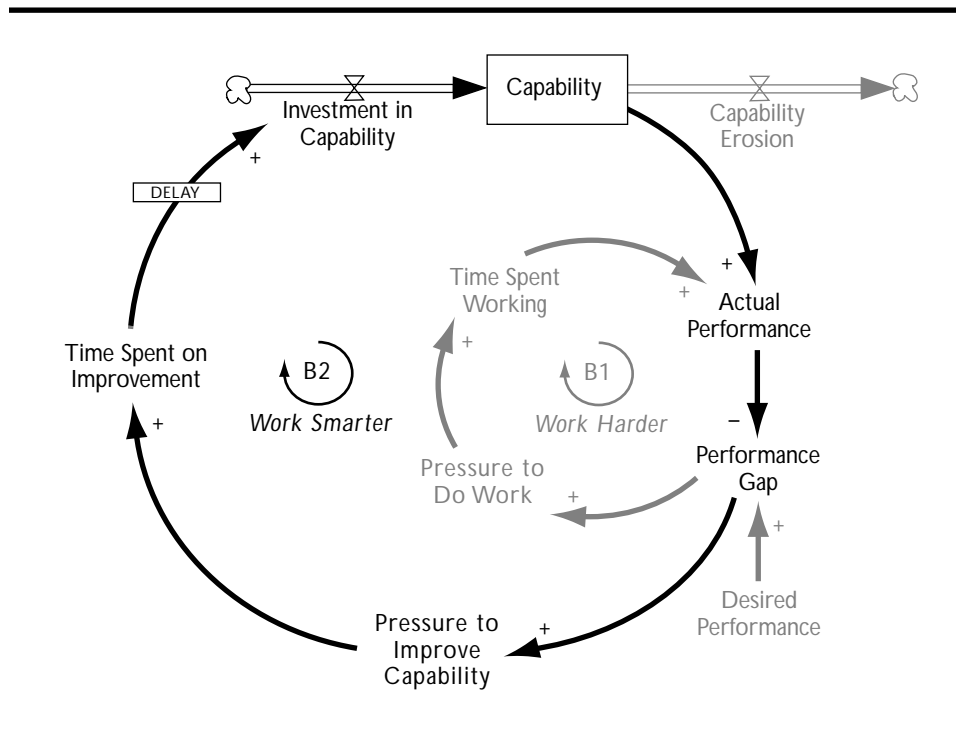 Capability
Investment in
Capability
Capability
Erosion
+
DELAY
+
Time Spent
Working
+
Actual
Performance
+
Time Spent on
Improvement
B2
Work Smarter
B1
Work Harder
–
+
Performance
Gap
Pressure to
Do Work
+
+
Desired
Performance
Pressure to
Improve
Capability
+